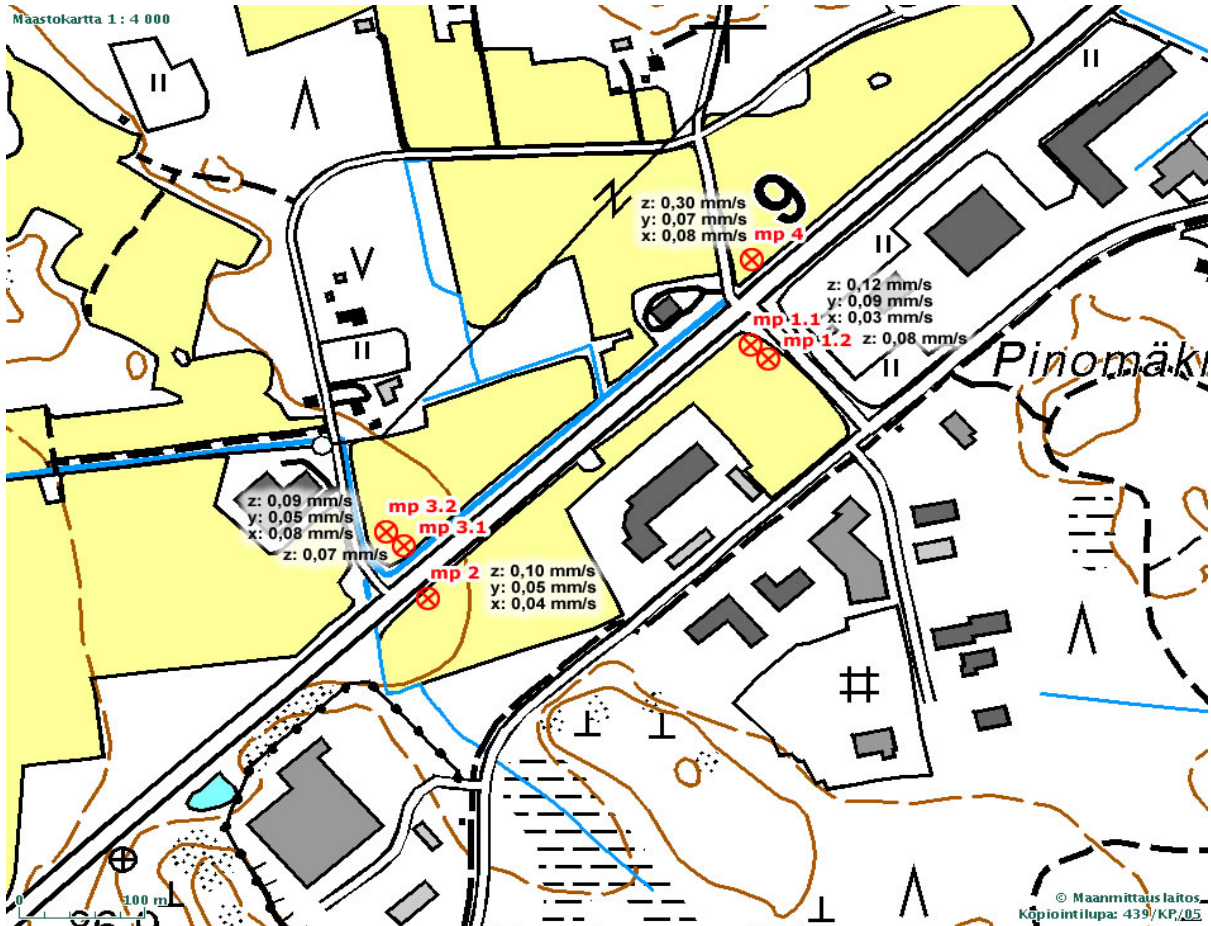 Maastokartta 1 : 4 000
9
z: 0,30 mm/s
y: 0,07 mm/s
x: 0,08 mm/s
mp 4
z: 0,12 mm/s
y: 0,09 mm/s
x: 0,03 mm/s
mp 1.1
mp 1.2
z: 0,08 mm/s
Pinomäki
z: 0,09 mm/s
y: 0,05 mm/s
x: 0,08 mm/s
mp 3.2
mp 3.1
z: 0,07 mm/s
mp 2
z: 0,10 mm/s
y: 0,05 mm/s
x: 0,04 mm/s
0 100 m
© Maanmittauslaitos
Kopiointilupa: 439/KP/05